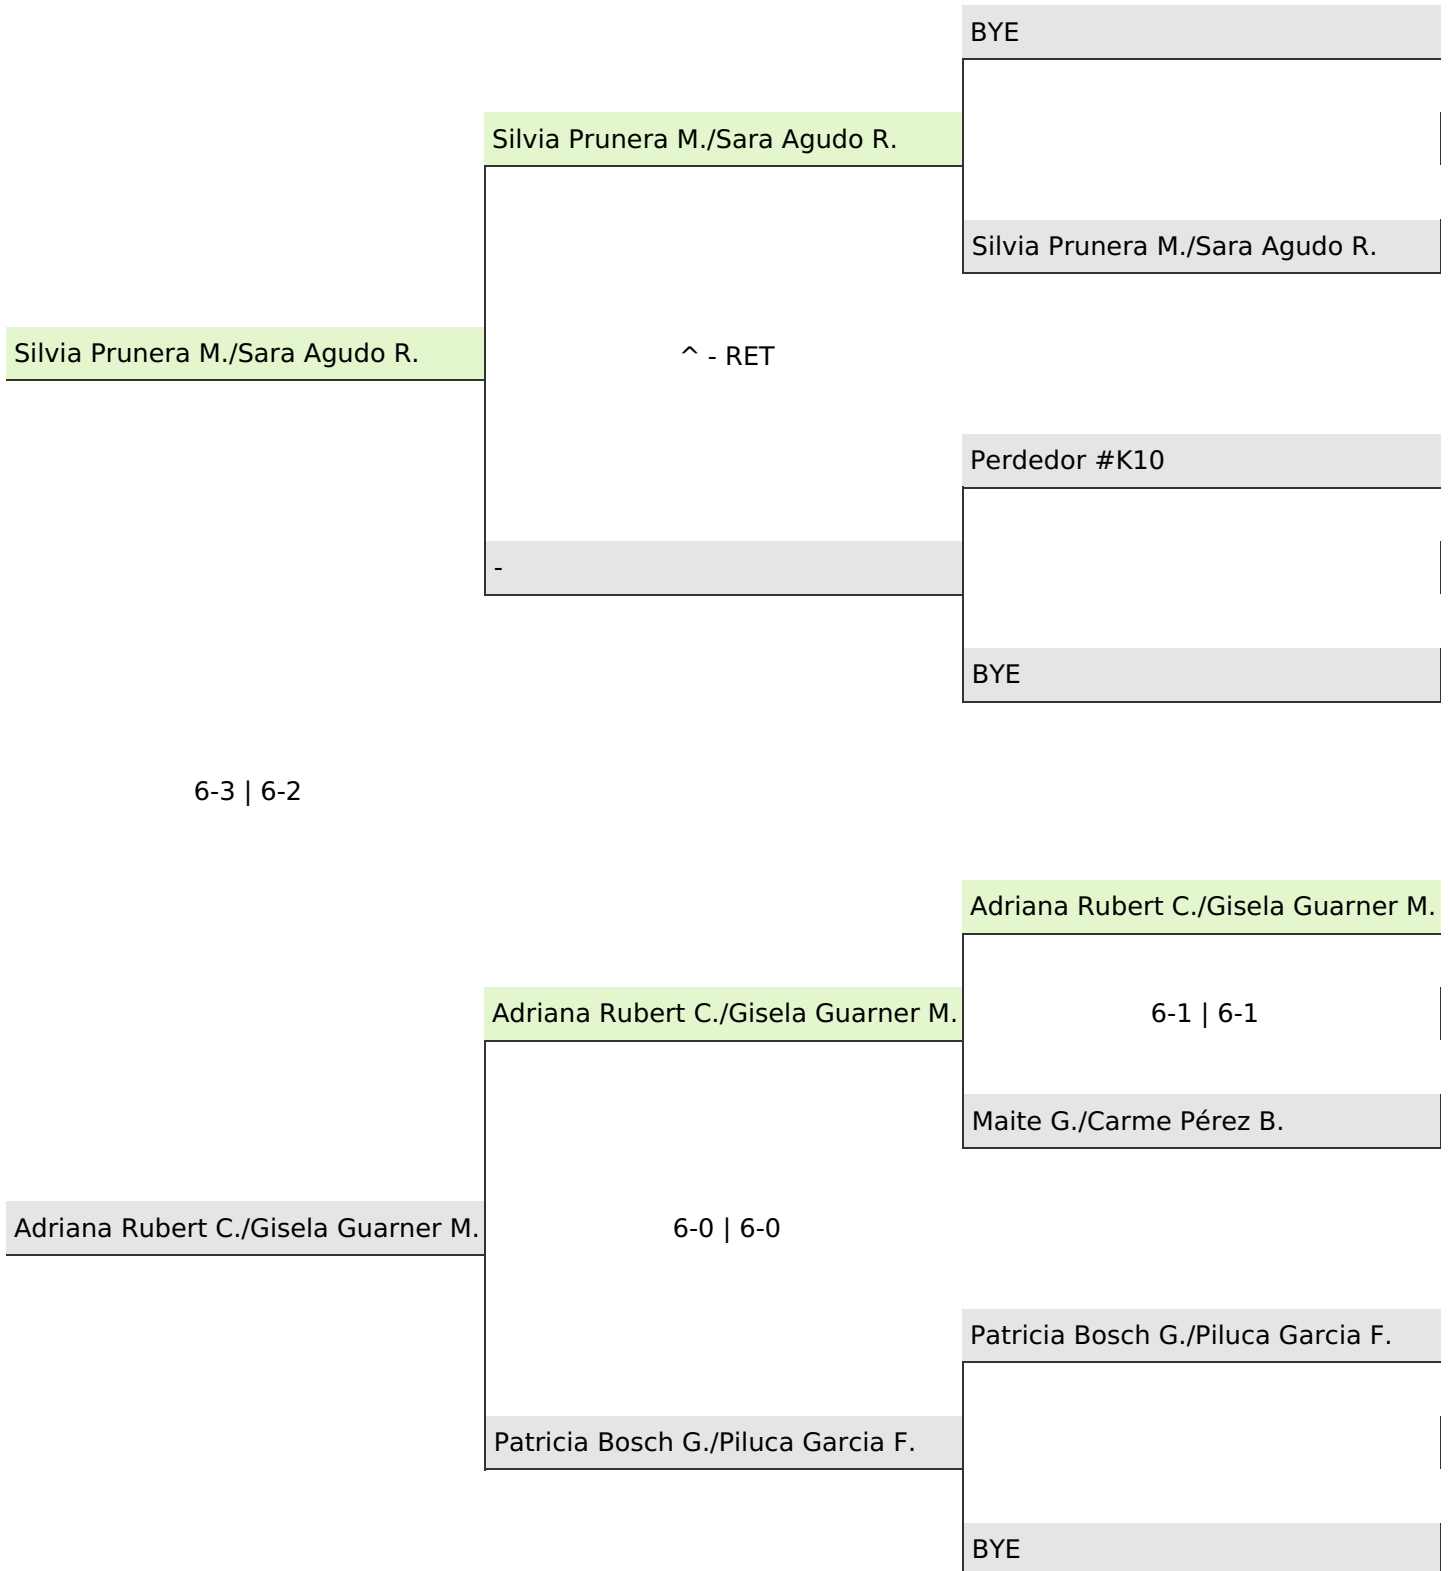 BYE
Silvia Prunera M./Sara Agudo R.
Silvia Prunera M./Sara Agudo R.
Silvia Prunera M./Sara Agudo R.
^ - RET
Perdedor #K10
-
BYE
6-3 | 6-2
Adriana Rubert C./Gisela Guarner M.
Adriana Rubert C./Gisela Guarner M.
6-1 | 6-1
Maite G./Carme Pérez B.
Adriana Rubert C./Gisela Guarner M.
6-0 | 6-0
Patricia Bosch G./Piluca Garcia F.
Patricia Bosch G./Piluca Garcia F.
BYE